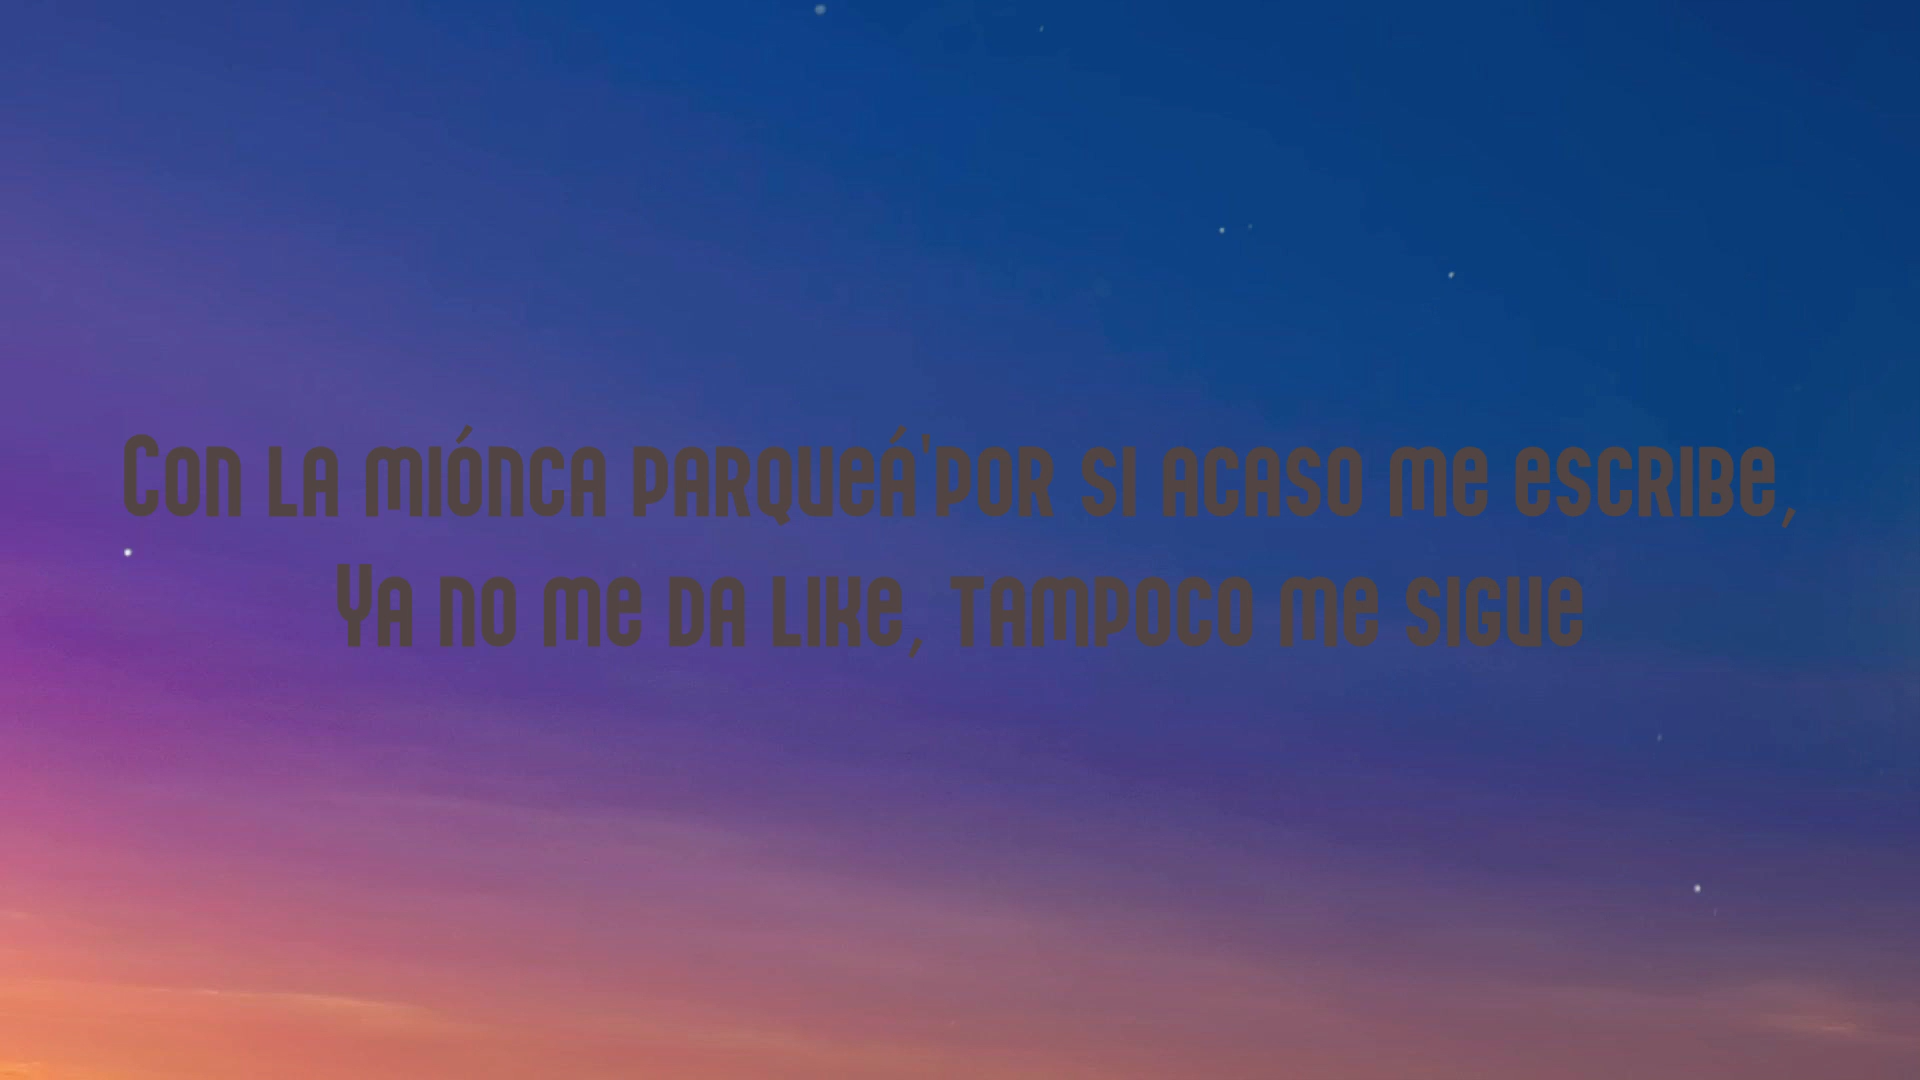 Con la miónca parqueá'por si acaso me escribe,
Ya no me da like, tampoco me sigue